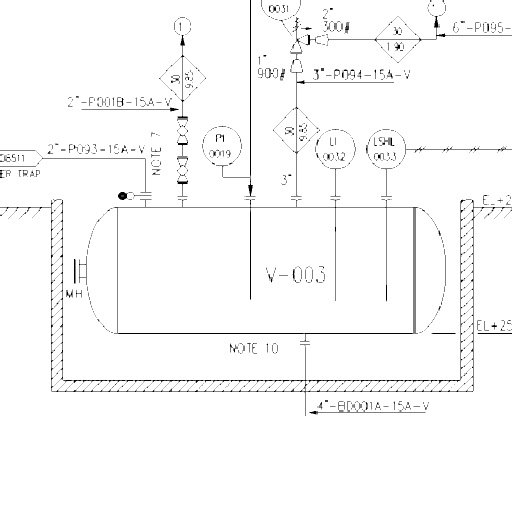 0031
2"
300#
1
30
1.90
6"-P095-
1"
900#
30
9.85
3"-P094-15A-V
2"-P001B-15A-V
30
9.85
NOTE 7
PI
0019
LI
0032
LSHL
0033
08511
2"-P093-15A-V
ER TRAP
3"
EL+2
V-003
MH
EL+25
NOTE 10
4"-BD001A-15A-V